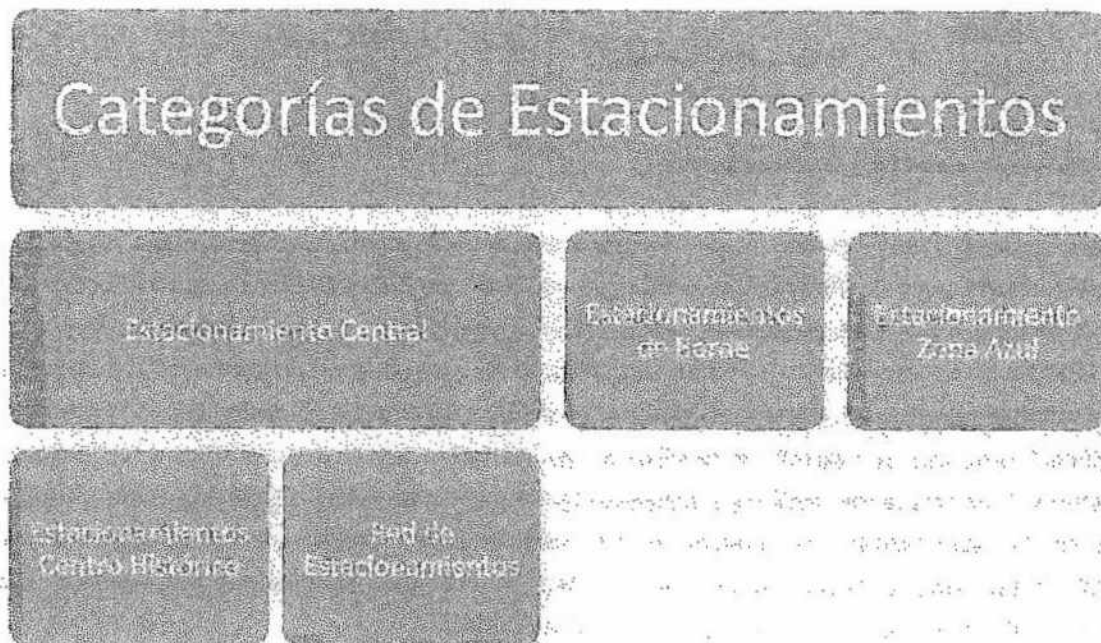 Categorías de Estacionamientos
Estacionamiento Central
Estacionamientos
de Borde
Estacionamiento
Zona Azul
Estacionamientos
Centro Histórico
Red de
Estacionamientos